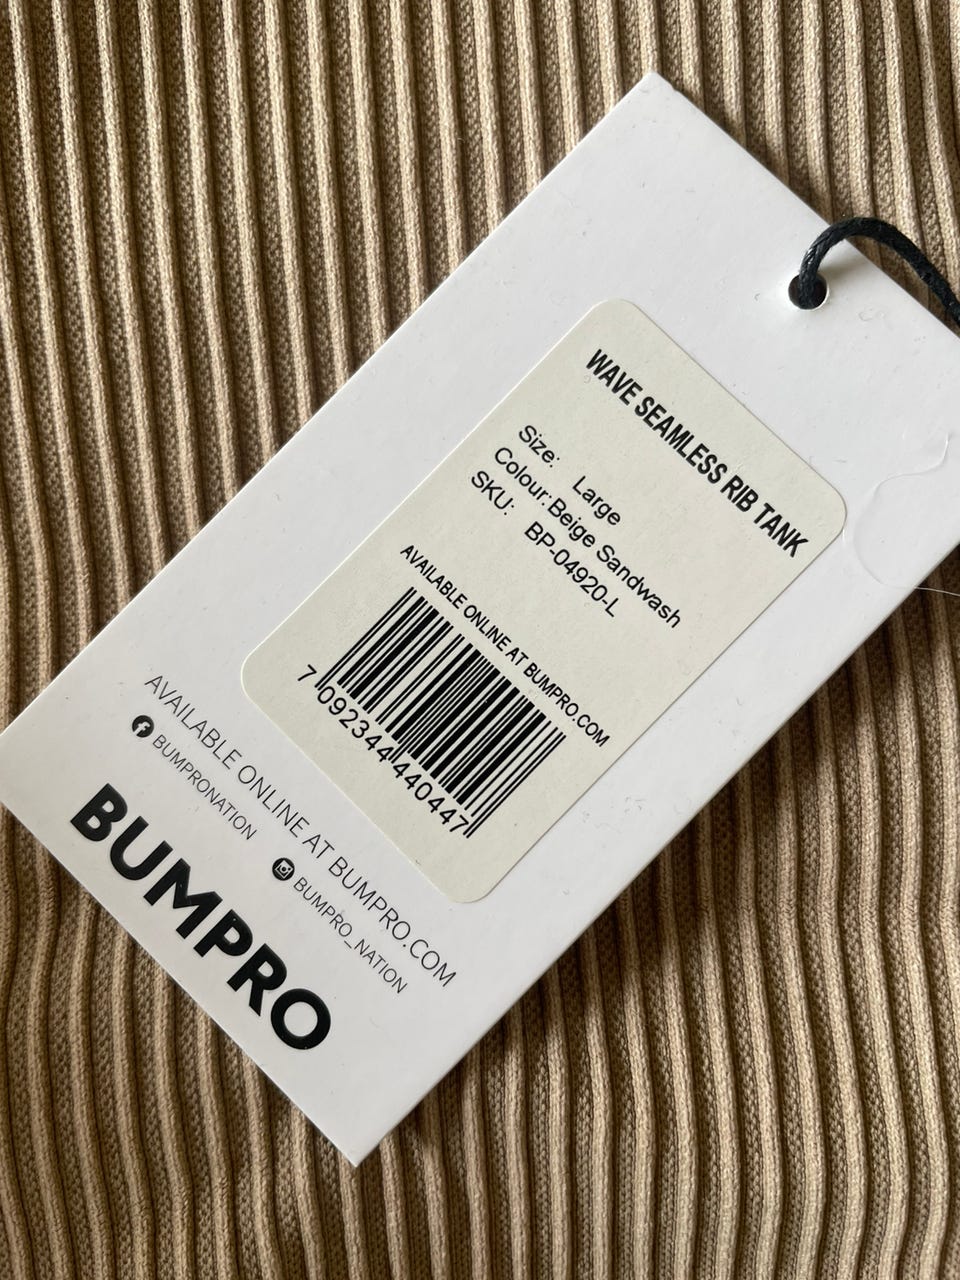 WAVE SEAMLESS RIB TANK
Size: Large
Colour: Beige Sandwash
SKU: BP-04920-L
AVAILABLE ONLINE AT BUMPRO.COM
7 092344 440447
AVAILABLE ONLINE AT BUMPRO.COM
BUMPRONATION BUMPRO_NATION
BUMPRO